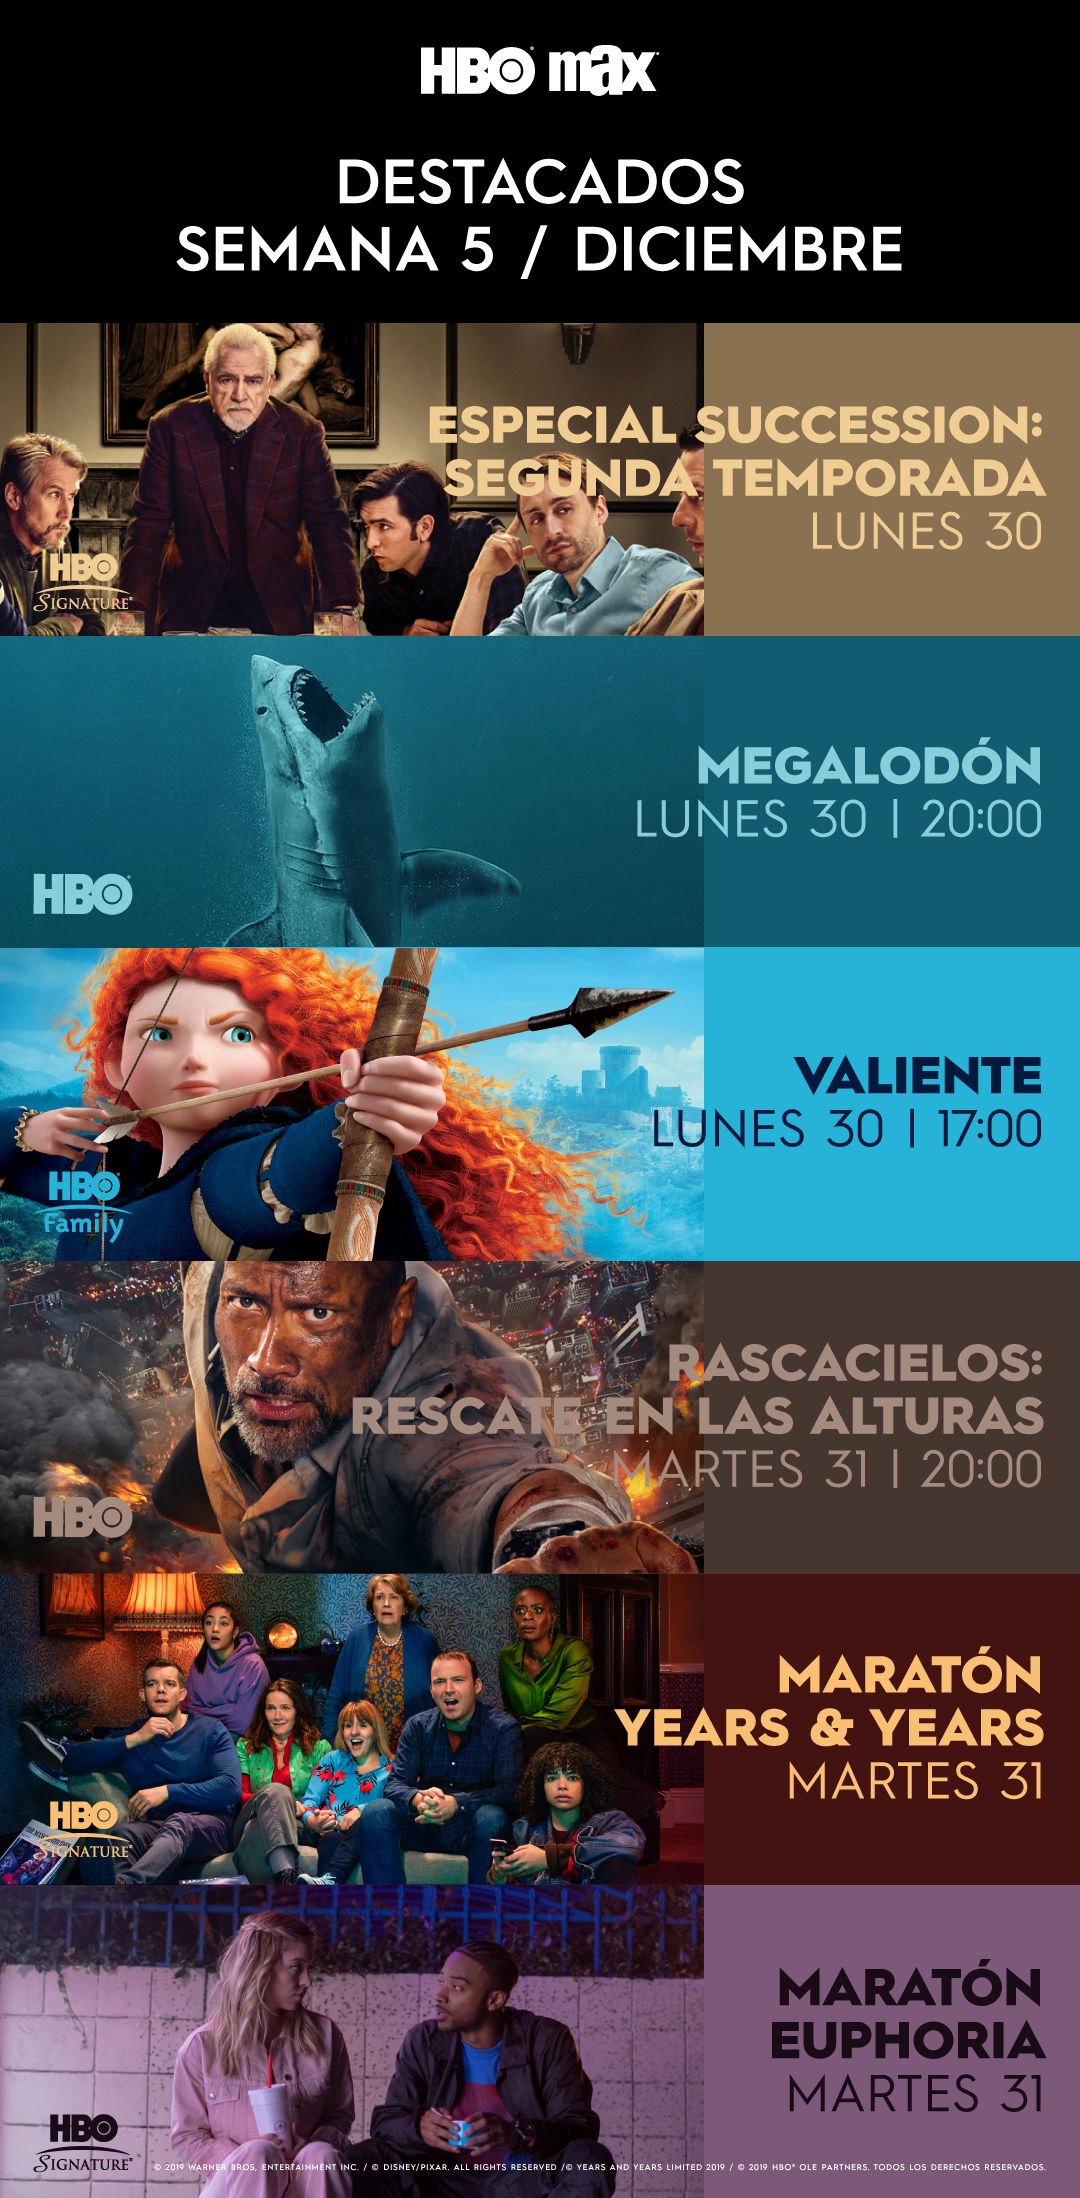 HBO max
DESTACADOS
SEMANA 5 / DICIEMBRE
ESPECIAL SUCCESSION:
SEGUNDA TEMPORADA
LUNES 30
HBO
SIGNATURE
MEGALODÓN
LUNES 30 | 20:00
HBO
VALIENTE
LUNES 30 | 17:00
HBO
Family
RASCACIELOS:
RESCATE EN LAS ALTURAS
MARTES 31 | 20:00
HBO
MARATÓN
YEARS & YEARS
MARTES 31
HBO
SIGNATURE
MARATÓN
EUPHORIA
MARTES 31
HBO
SIGNATURE
© 2019 WARNER BROS, ENTERTAINMENT INC. / © DISNEY/PIXAR. ALL RIGHTS RESERVED /© YEARS AND YEARS LIMITED 2019 / © 2019 HBO® OLE PARTNERS. TODOS LOS DERECHOS RESERVADOS.